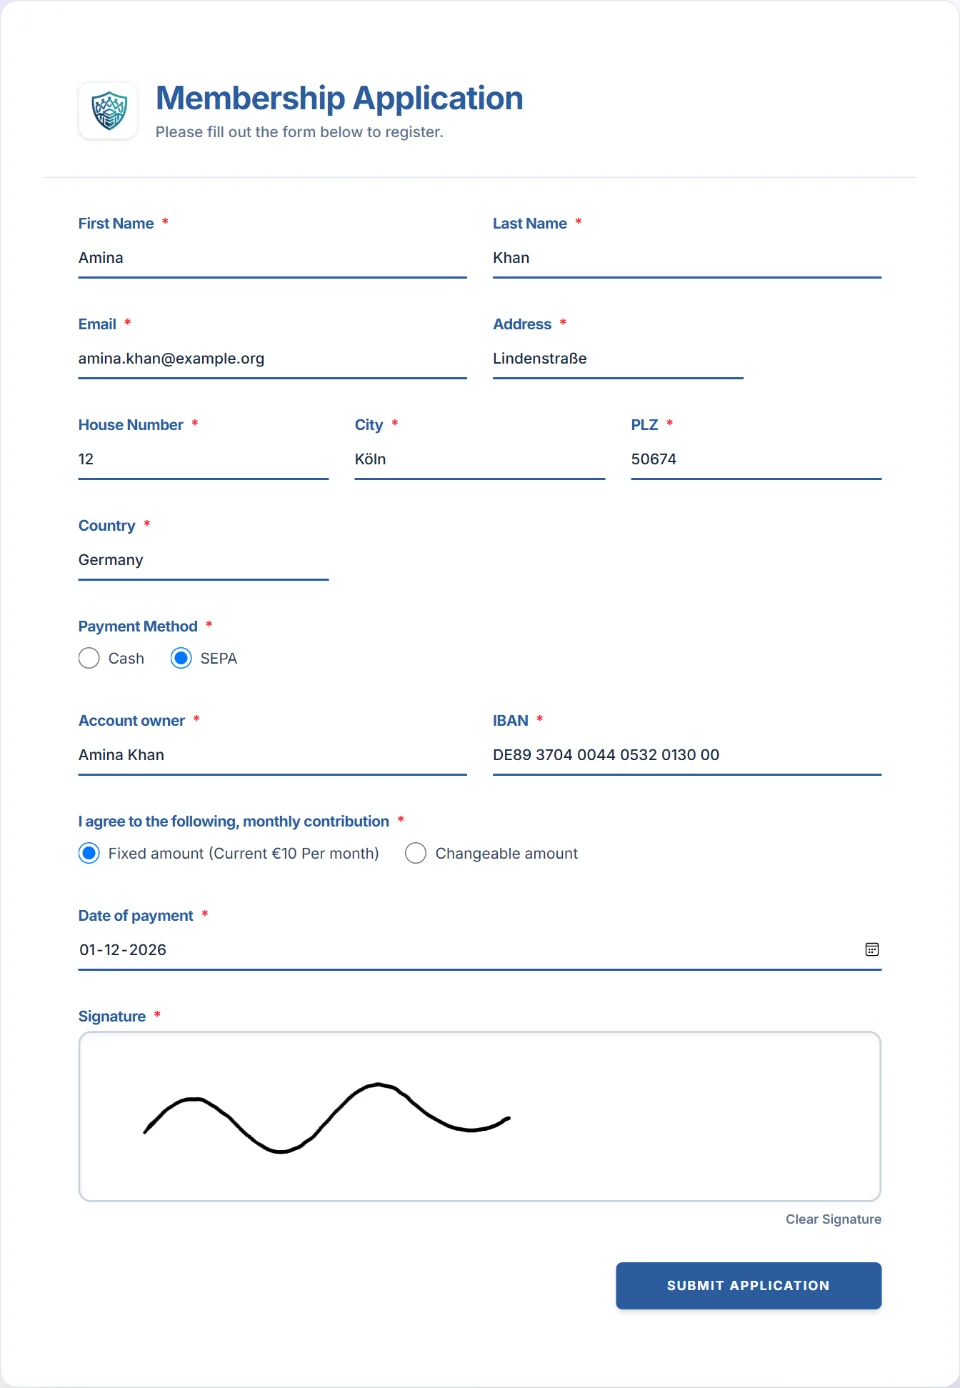 Membership Application
Please fill out the form below to register.
First Name *
Last Name *
Amina
Khan
Email *
Address *
amina.khan@example.org
Lindenstraße
House Number *
City *
PLZ *
12
Köln
50674
Country *
Germany
Payment Method *
Cash
SEPA
Account owner *
IBAN *
Amina Khan
DE89 3704 0044 0532 0130 00
I agree to the following, monthly contribution *
Fixed amount (Current €10 Per month)
Changeable amount
Date of payment *
01-12-2026
Signature *
Clear Signature
SUBMIT APPLICATION